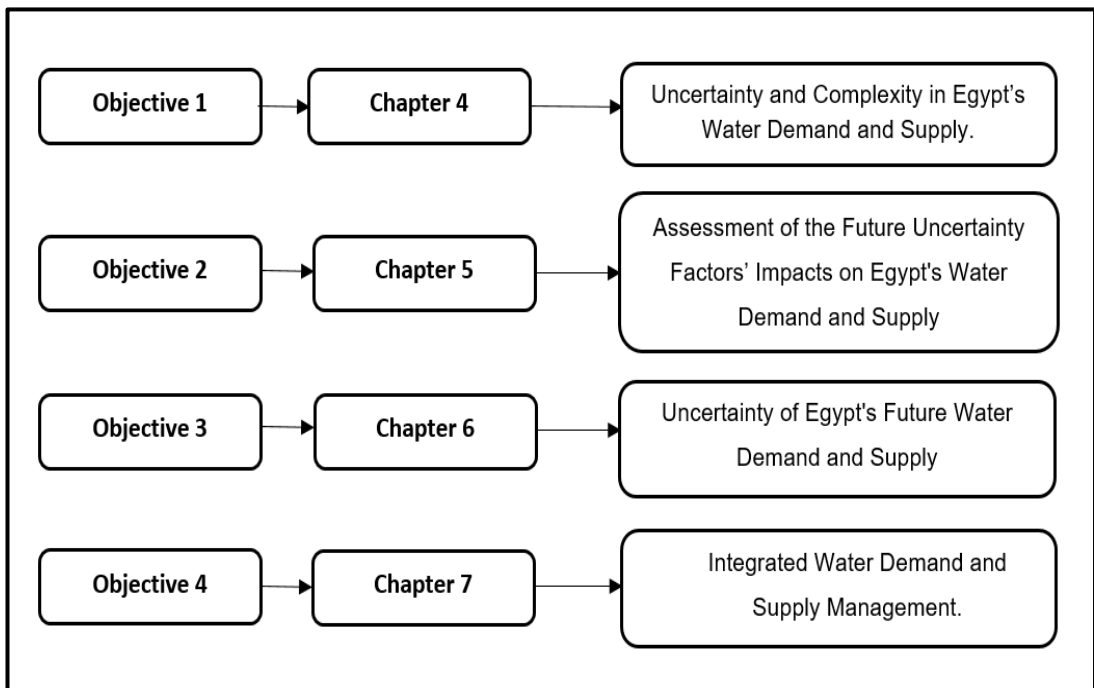 Objective 1
Chapter 4
Uncertainty and Complexity in Egypt’s
Water Demand and Supply.
Objective 2
Chapter 5
Assessment of the Future Uncertainty
Factors’ Impacts on Egypt's Water
Demand and Supply
Objective 3
Chapter 6
Uncertainty of Egypt's Future Water
Demand and Supply
Objective 4
Chapter 7
Integrated Water Demand and
Supply Management.